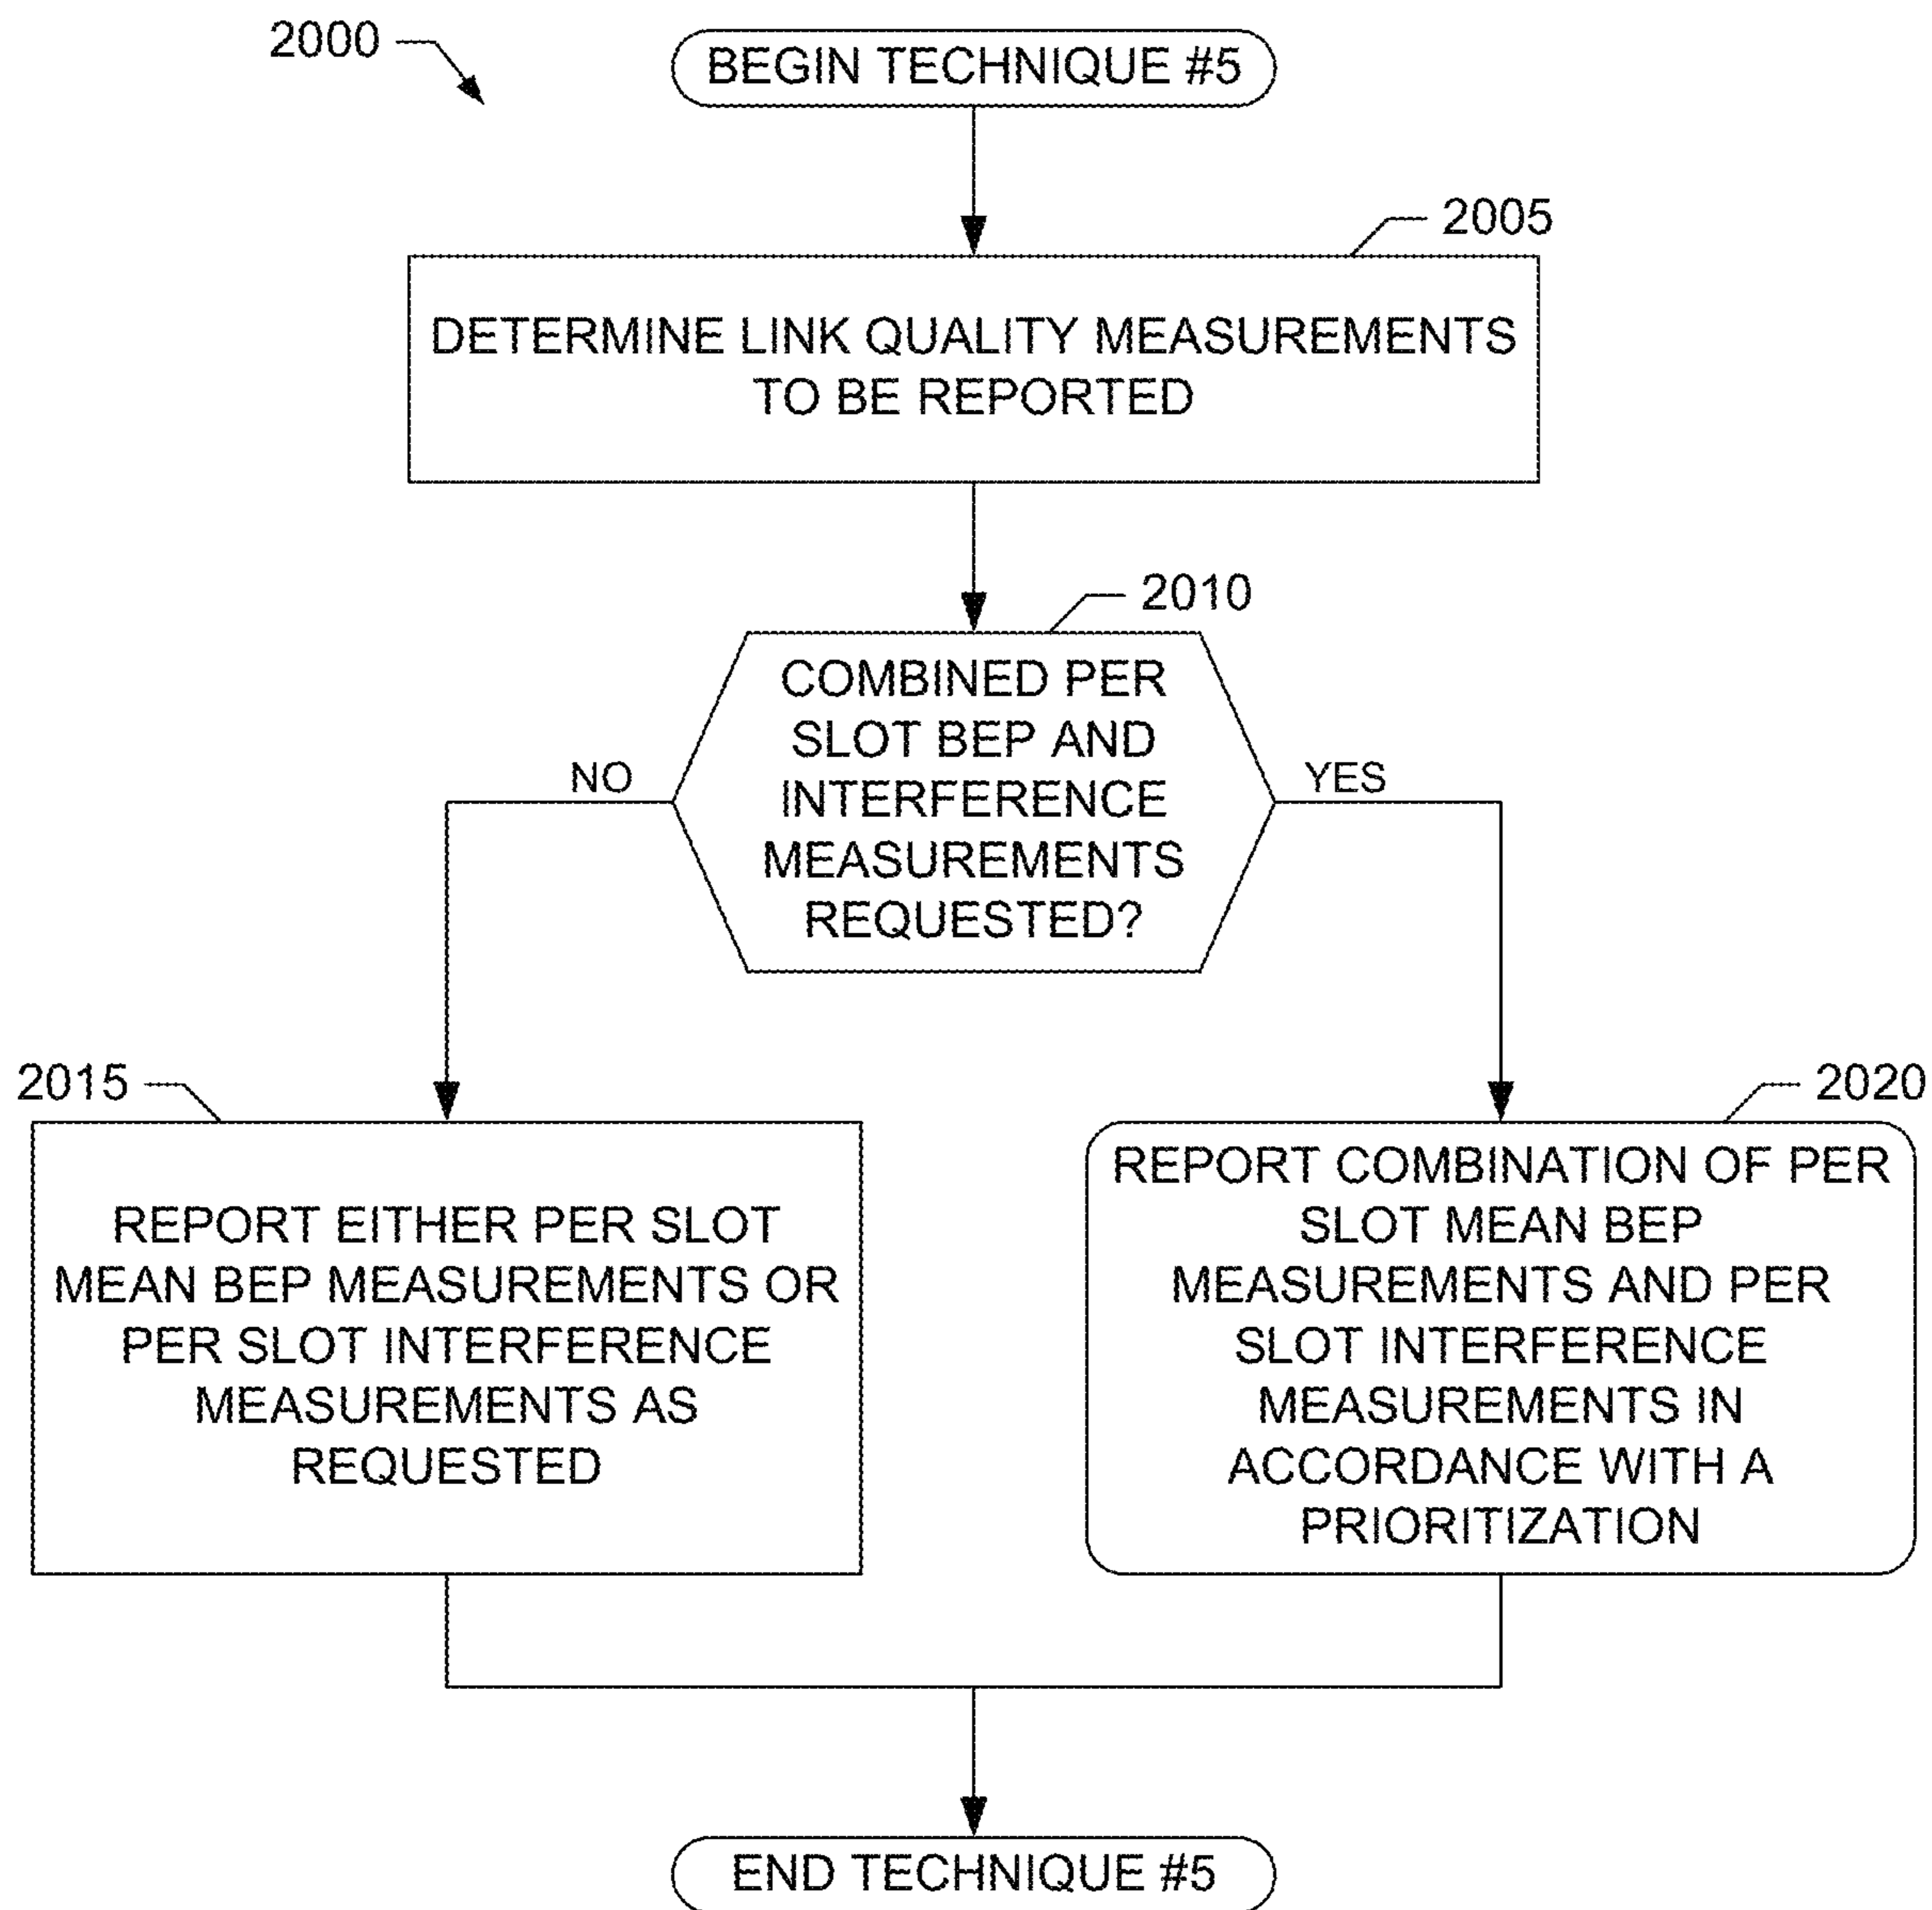 2000
BEGIN TECHNIQUE #5
2005
DETERMINE LINK QUALITY MEASUREMENTS
TO BE REPORTED
2010
COMBINED PER
SLOT BEP AND
INTERFERENCE
MEASUREMENTS
REQUESTED?
NO
YES
2015
REPORT EITHER PER SLOT
MEAN BEP MEASUREMENTS OR
PER SLOT INTERFERENCE
MEASUREMENTS AS
REQUESTED
2020
REPORT COMBINATION OF PER
SLOT MEAN BEP
MEASUREMENTS AND PER
SLOT INTERFERENCE
MEASUREMENTS IN
ACCORDANCE WITH A
PRIORITIZATION
END TECHNIQUE #5